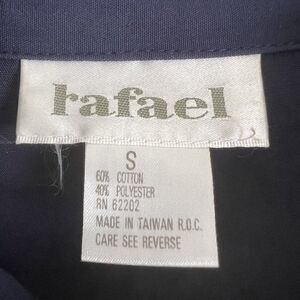 rafael
S
60% COTTON
40% POLYESTER
RN 62202
MADE IN TAIWAN R.O.C.
CARE SEE REVERSE